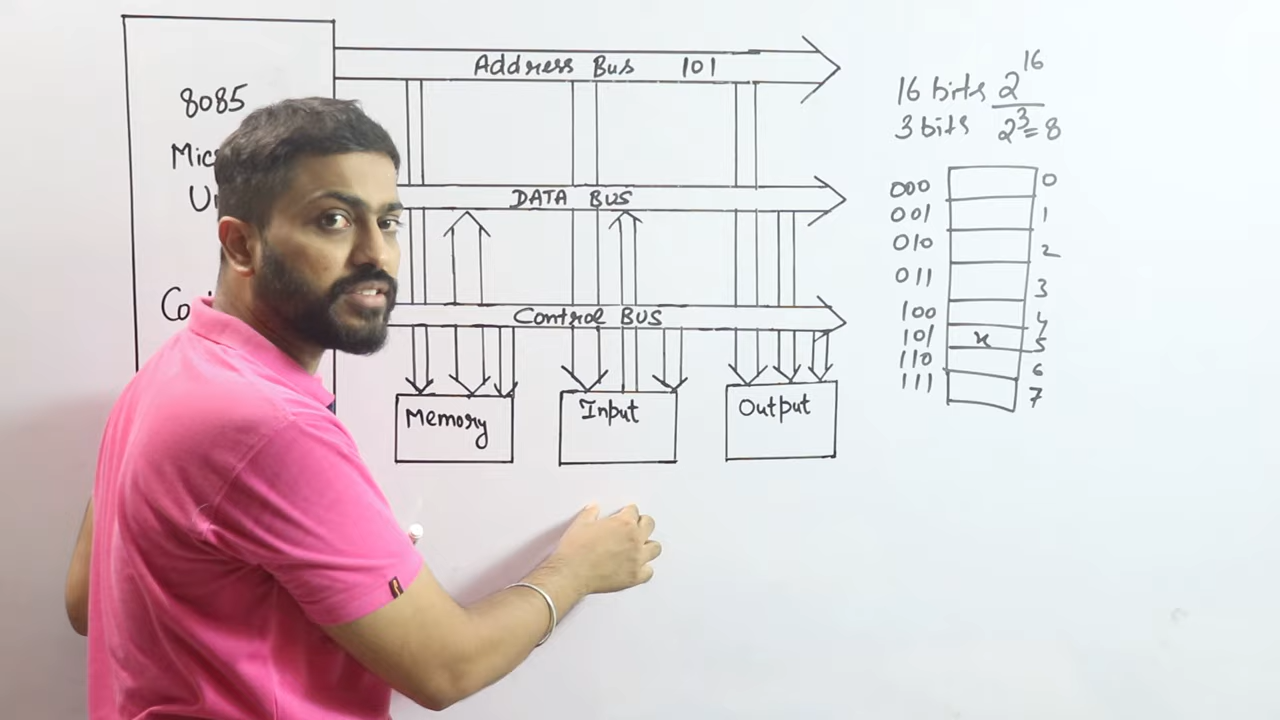 8085
Address Bus 101
DATA BUS
Control BUS
Memory
Input
Output
16 bits 2^16
3 bits 2^3=8
000 0
001 1
010 2
011 3
100 4
101 x 5
110 6
111 7